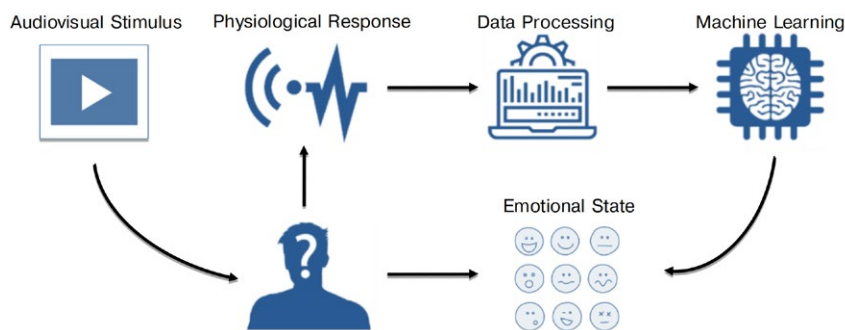 Audiovisual Stimulus
Physiological Response
Data Processing
Machine Learning
?
Emotional State